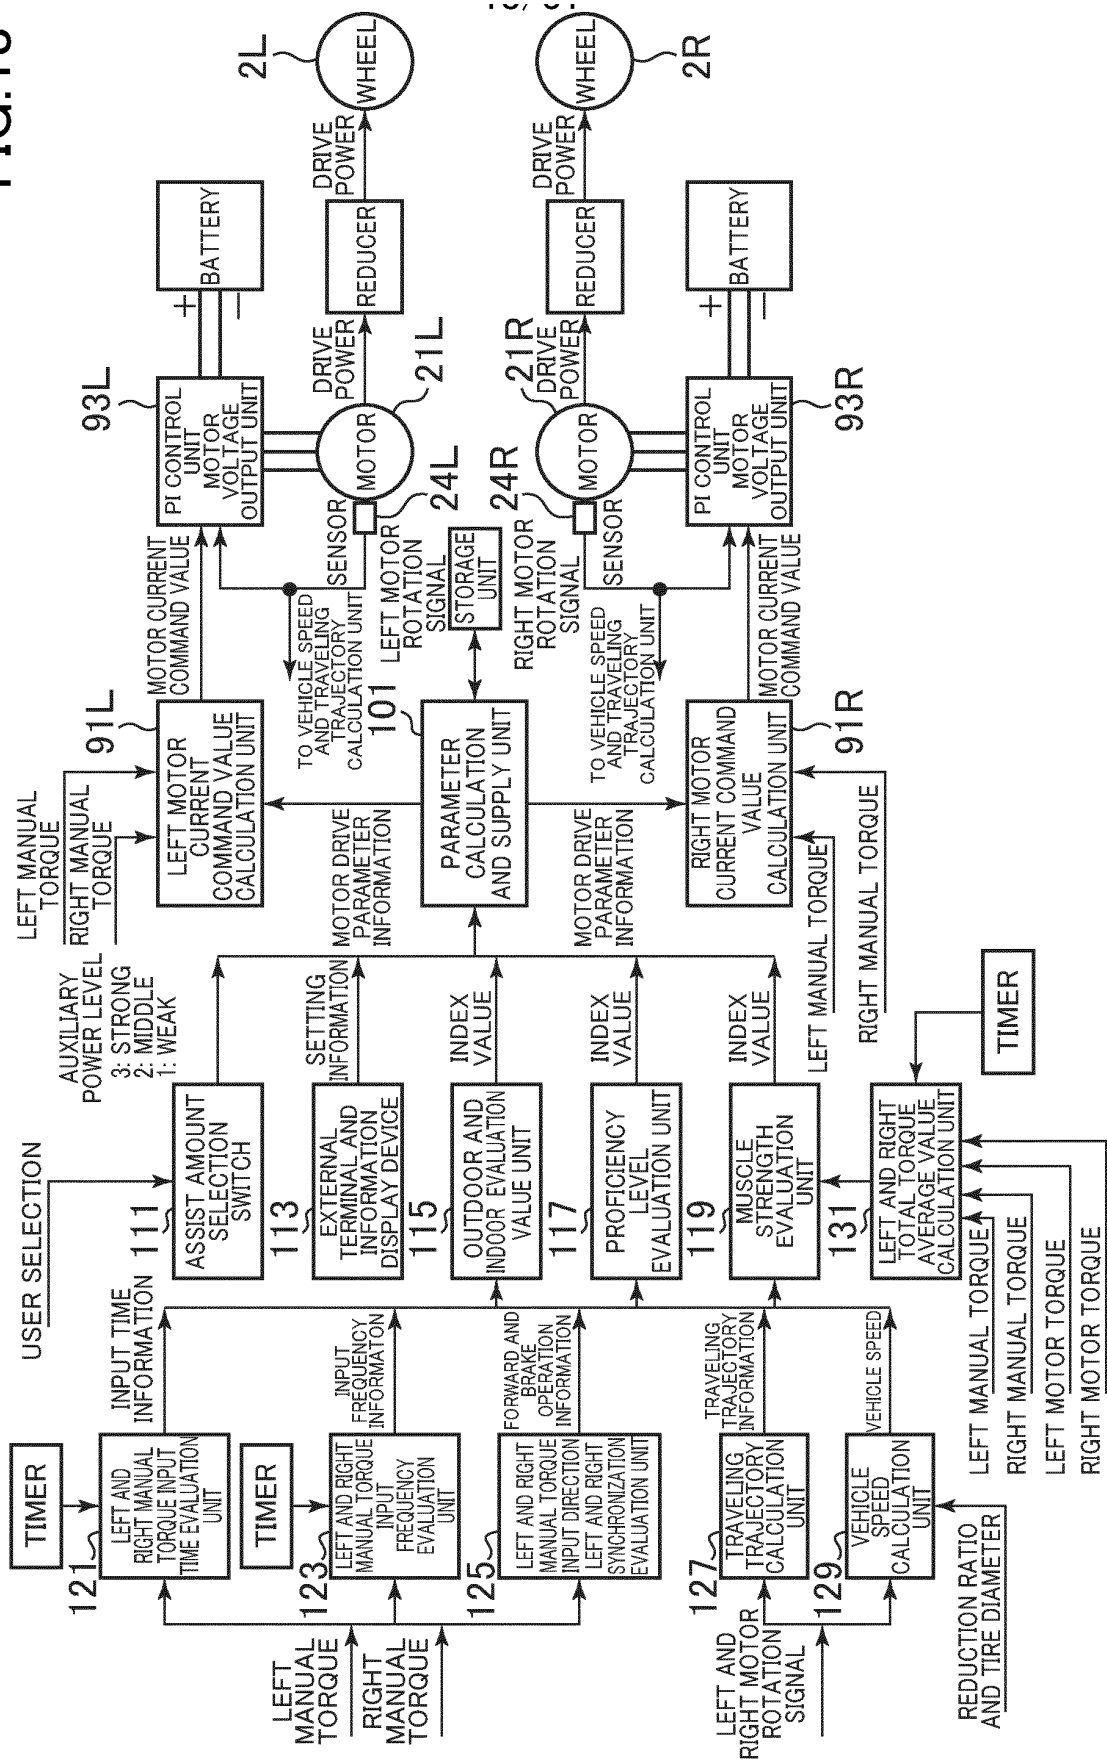 TIMER
121
LEFT AND
RIGHT MANUAL
TORQUE INPUT
TIME EVALUATION
UNIT
INPUT TIME
INFORMATION
TIMER
123
LEFT AND RIGHT
MANUAL TORQUE
INPUT
FREQUENCY
EVALUATION
UNIT
INPUT
FREQUENCY
INFORMATON
LEFT
MANUAL
TORQUE
RIGHT
MANUAL
TORQUE
125
LEFT AND RIGHT
MANUAL TORQUE
INPUT DIRECTION
LEFT AND RIGHT
SYNCHRONIZATION
EVALUATION UNIT
FORWARD AND
BRAKE
OPERATION
INFORMATION
LEFT AND
RIGHT MOTOR
ROTATION
SIGNAL
127
TRAVELING
TRAJECTORY
CALCULATION
UNIT
TRAVELING
TRAJECTORY
INFORMATION
129
VEHICLE
SPEED
CALCULATION
UNIT
VEHICLE SPEED
REDUCTION RATIO
AND TIRE DIAMETER
USER SELECTION
111
ASSIST AMOUNT
SELECTION
SWITCH
AUXILIARY
POWER LEVEL
3: STRONG
2: MIDDLE
1: WEAK
113
EXTERNAL
TERMINAL AND
INFORMATION
DISPLAY DEVICE
SETTING
INFORMATION
115
OUTDOOR AND
INDOOR EVALUATION
VALUE UNIT
INDEX
VALUE
117
PROFICIENCY
LEVEL
EVALUATION UNIT
INDEX
VALUE
119
MUSCLE
STRENGTH
EVALUATION
UNIT
INDEX
VALUE
131
LEFT AND RIGHT
TOTAL TORQUE
AVERAGE VALUE
CALCULATION UNIT
TIMER
LEFT MANUAL TORQUE
RIGHT MANUAL TORQUE
LEFT MOTOR TORQUE
RIGHT MOTOR TORQUE
LEFT MANUAL
TORQUE
RIGHT MANUAL
TORQUE
91L
LEFT MOTOR
CURRENT
COMMAND VALUE
CALCULATION UNIT
MOTOR DRIVE
PARAMETER
INFORMATION
101
PARAMETER
CALCULATION
AND SUPPLY UNIT
STORAGE
UNIT
MOTOR DRIVE
PARAMETER
INFORMATION
91R
RIGHT MOTOR
CURRENT COMMAND
VALUE
CALCULATION UNIT
LEFT MANUAL TORQUE
RIGHT MANUAL TORQUE
MOTOR CURRENT
COMMAND VALUE
TO VEHICLE SPEED
AND TRAVELING
TRAJECTORY
CALCULATION UNIT
SENSOR
LEFT MOTOR
ROTATION
SIGNAL
24L
93L
PI CONTROL
UNIT
MOTOR
VOLTAGE
OUTPUT UNIT
+
−
BATTERY
MOTOR
21L
DRIVE
POWER
REDUCER
DRIVE
POWER
WHEEL
2L
RIGHT MOTOR
ROTATION
SIGNAL
SENSOR
24R
TO VEHICLE SPEED
AND TRAVELING
TRAJECTORY
CALCULATION UNIT
MOTOR
21R
DRIVE
POWER
REDUCER
DRIVE
POWER
WHEEL
2R
MOTOR CURRENT
COMMAND VALUE
93R
PI CONTROL
UNIT
MOTOR
VOLTAGE
OUTPUT UNIT
+
−
BATTERY